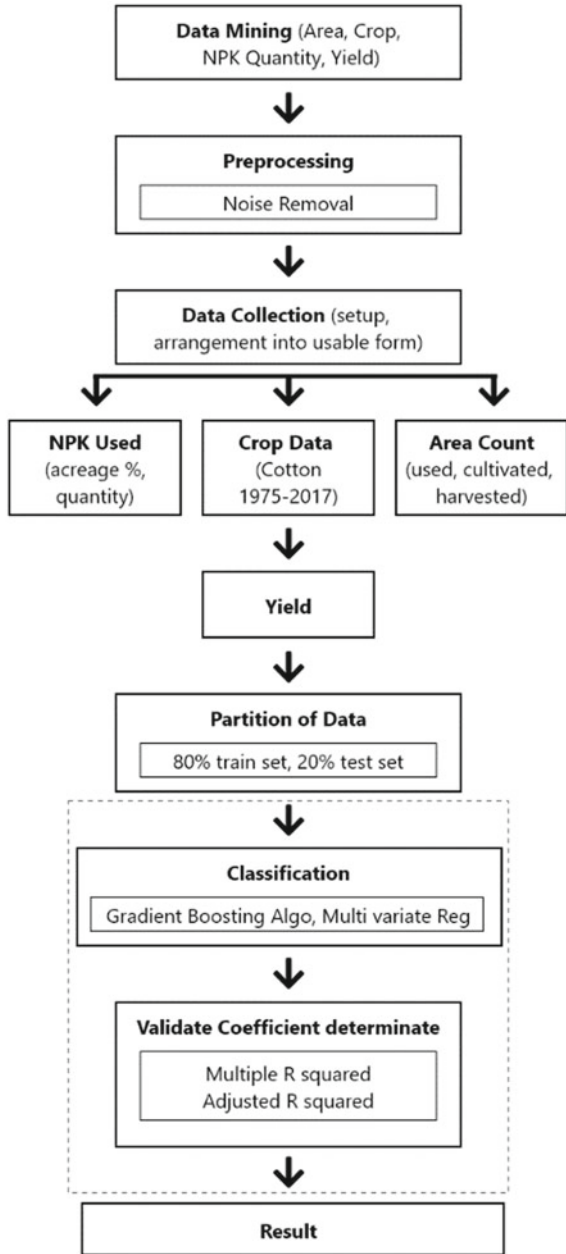 Data Mining (Area, Crop,
NPK Quantity, Yield)
Preprocessing
Noise Removal
Data Collection (setup,
arrangement into usable form)
NPK Used
(acreage %,
quantity)
Crop Data
(Cotton
1975-2017)
Area Count
(used, cultivated,
harvested)
Yield
Partition of Data
80% train set, 20% test set
Classification
Gradient Boosting Algo, Multi variate Reg
Validate Coefficient determinate
Multiple R squared
Adjusted R squared
Result